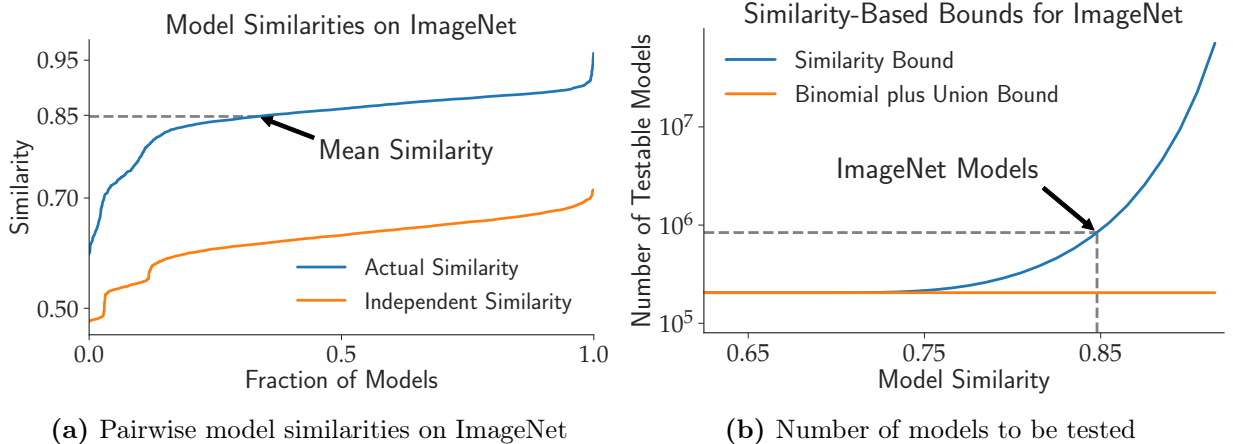 Model Similarities on ImageNet
0.95
0.85
0.70
0.50
Similarity
Mean Similarity
Actual Similarity
Independent Similarity
0.0
0.5
1.0
Fraction of Models
(a) Pairwise model similarities on ImageNet
Similarity-Based Bounds for ImageNet
Similarity Bound
Binomial plus Union Bound
10^7
10^6
10^5
Number of Testable Models
ImageNet Models
0.65
0.75
0.85
Model Similarity
(b) Number of models to be tested